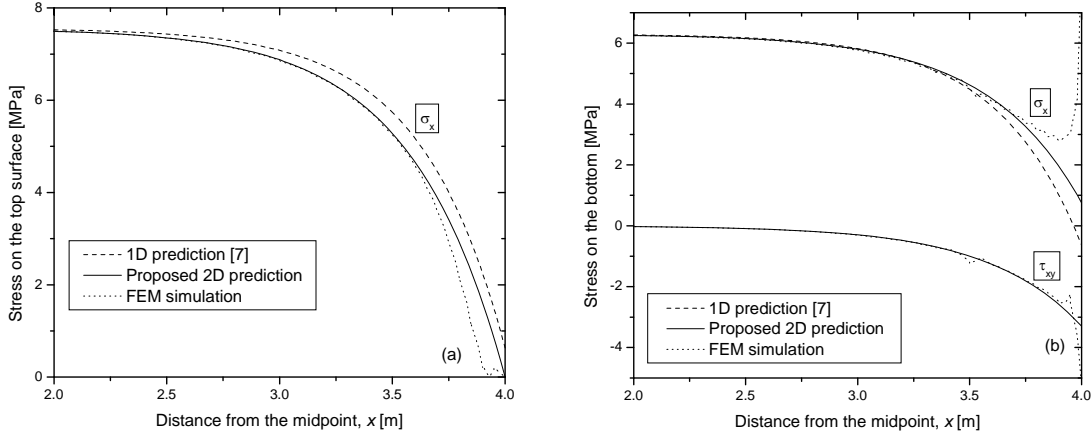 Stress on the top surface [MPa]
8
6
4
2
0
σx
1D prediction [7]
Proposed 2D prediction
FEM simulation
(a)
2.0 2.5 3.0 3.5 4.0
Distance from the midpoint, x [m]
Stress on the bottom [MPa]
6
4
2
0
-2
-4
σx
τxy
1D prediction [7]
Proposed 2D prediction
FEM simulation
(b)
2.0 2.5 3.0 3.5 4.0
Distance from the midpoint, x [m]